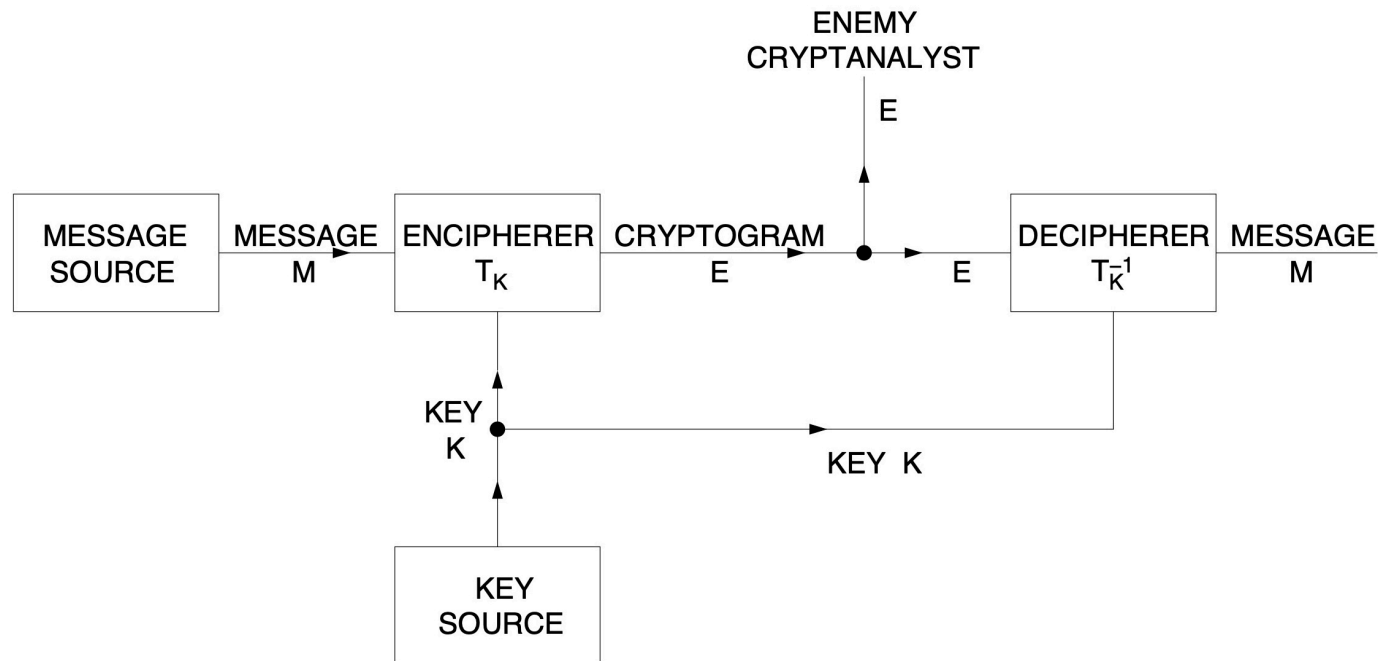 ENEMY
CRYPTANALYST
E
MESSAGE
SOURCE
MESSAGE
M
ENCIPHERER
T_K
CRYPTOGRAM
E
E
DECIPHERER
T_K^{-1}
MESSAGE
M
KEY
K
KEY K
KEY
SOURCE